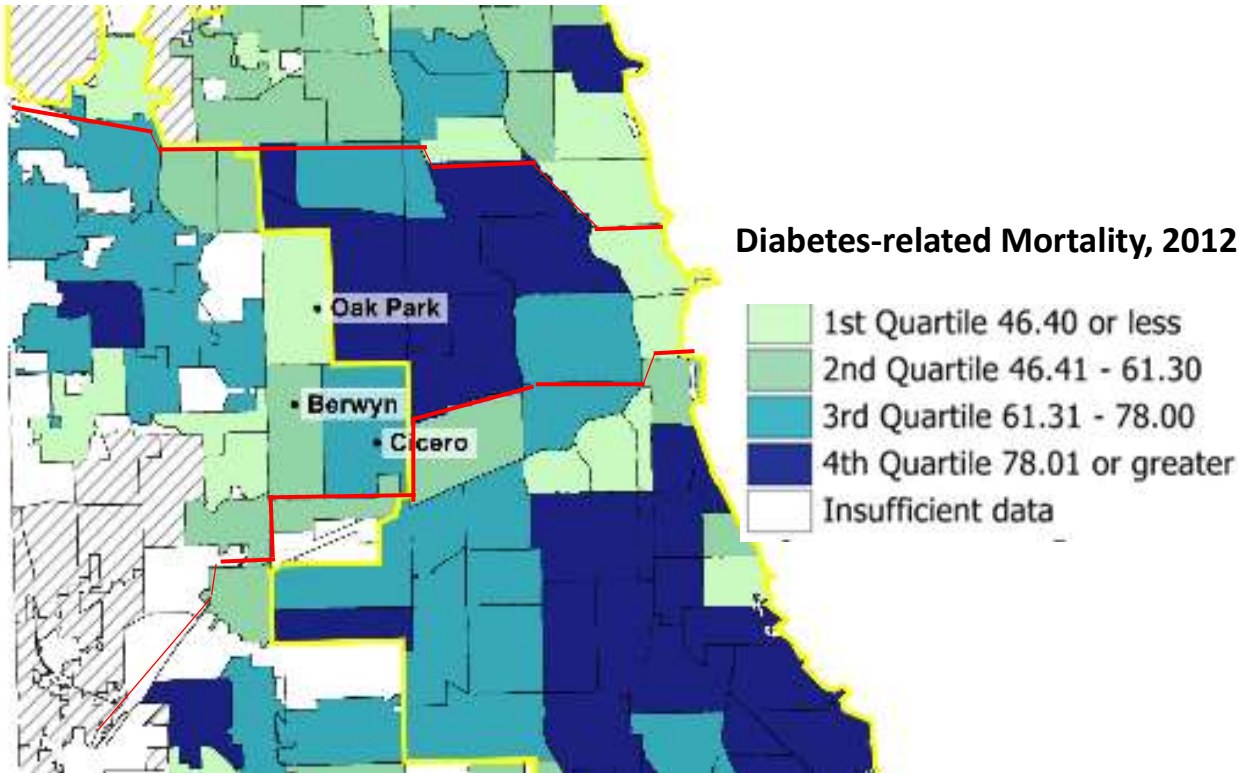 Diabetes-related Mortality, 2012
1st Quartile 46.40 or less
2nd Quartile 46.41 - 61.30
3rd Quartile 61.31 - 78.00
4th Quartile 78.01 or greater
Insufficient data
Oak Park
Berwyn
Cicero